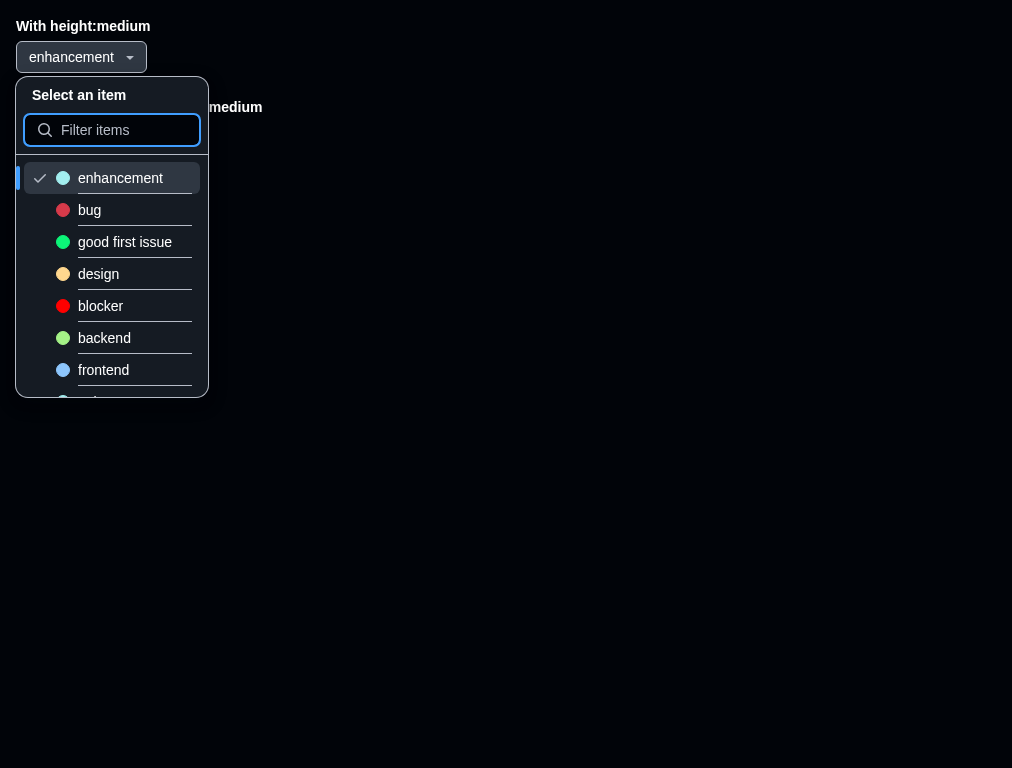 With height:medium
enhancement
Select an item
medium
Filter items
enhancement
bug
good first issue
design
blocker
backend
frontend